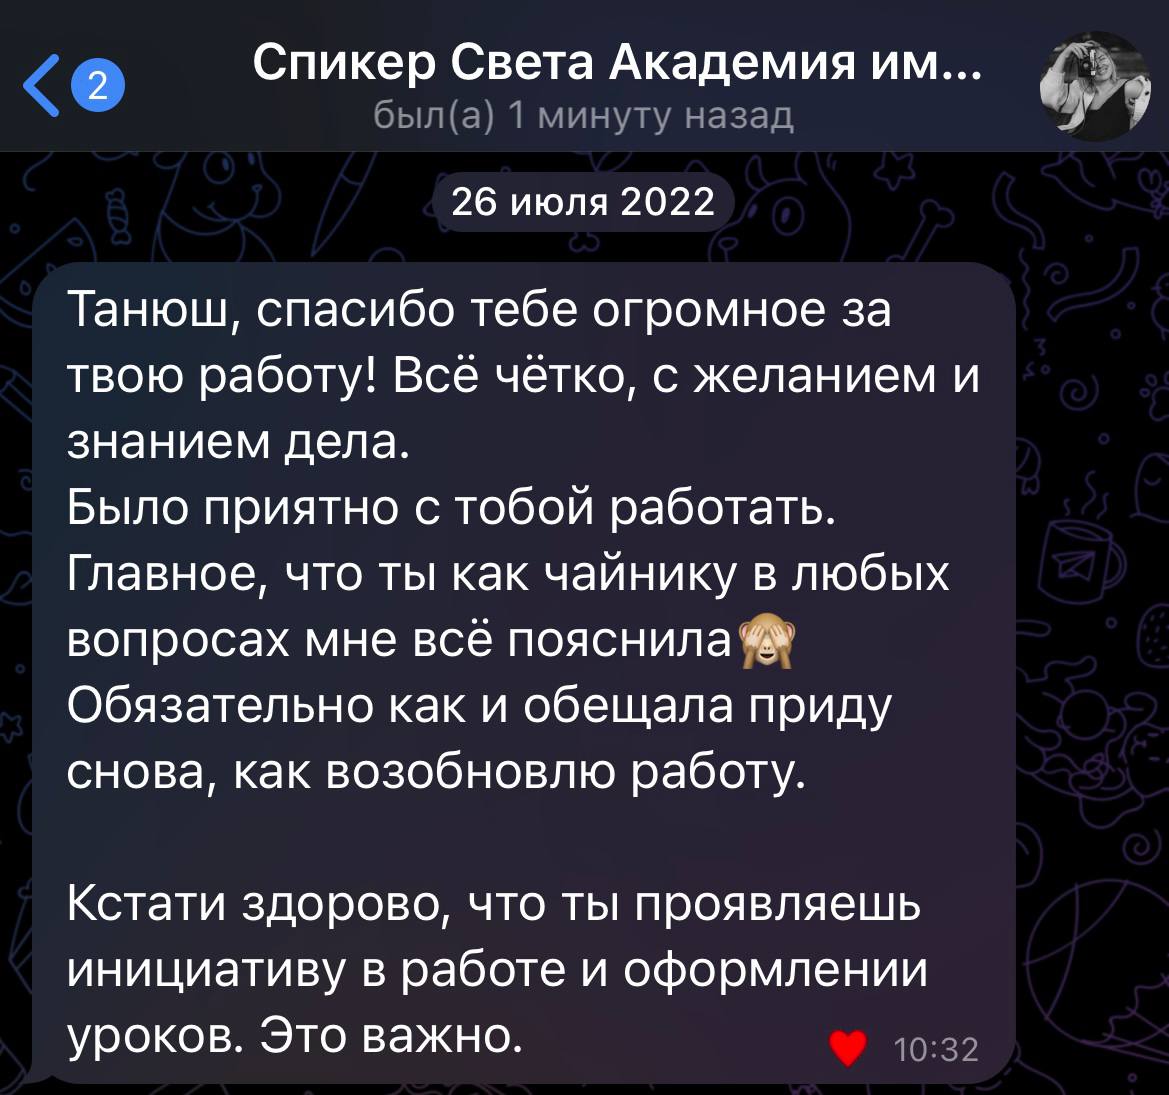 2
Спикер Света Академия им...
был(а) 1 минуту назад
26 июля 2022
Танюш, спасибо тебе огромное за
твою работу! Всё чётко, с желанием и
знанием дела.
Было приятно с тобой работать.
Главное, что ты как чайнику в любых
вопросах мне всё пояснила🙈
Обязательно как и обещала приду
снова, как возобновлю работу.
Кстати здорово, что ты проявляешь
инициативу в работе и оформлении
уроков. Это важно.
❤️ 10:32